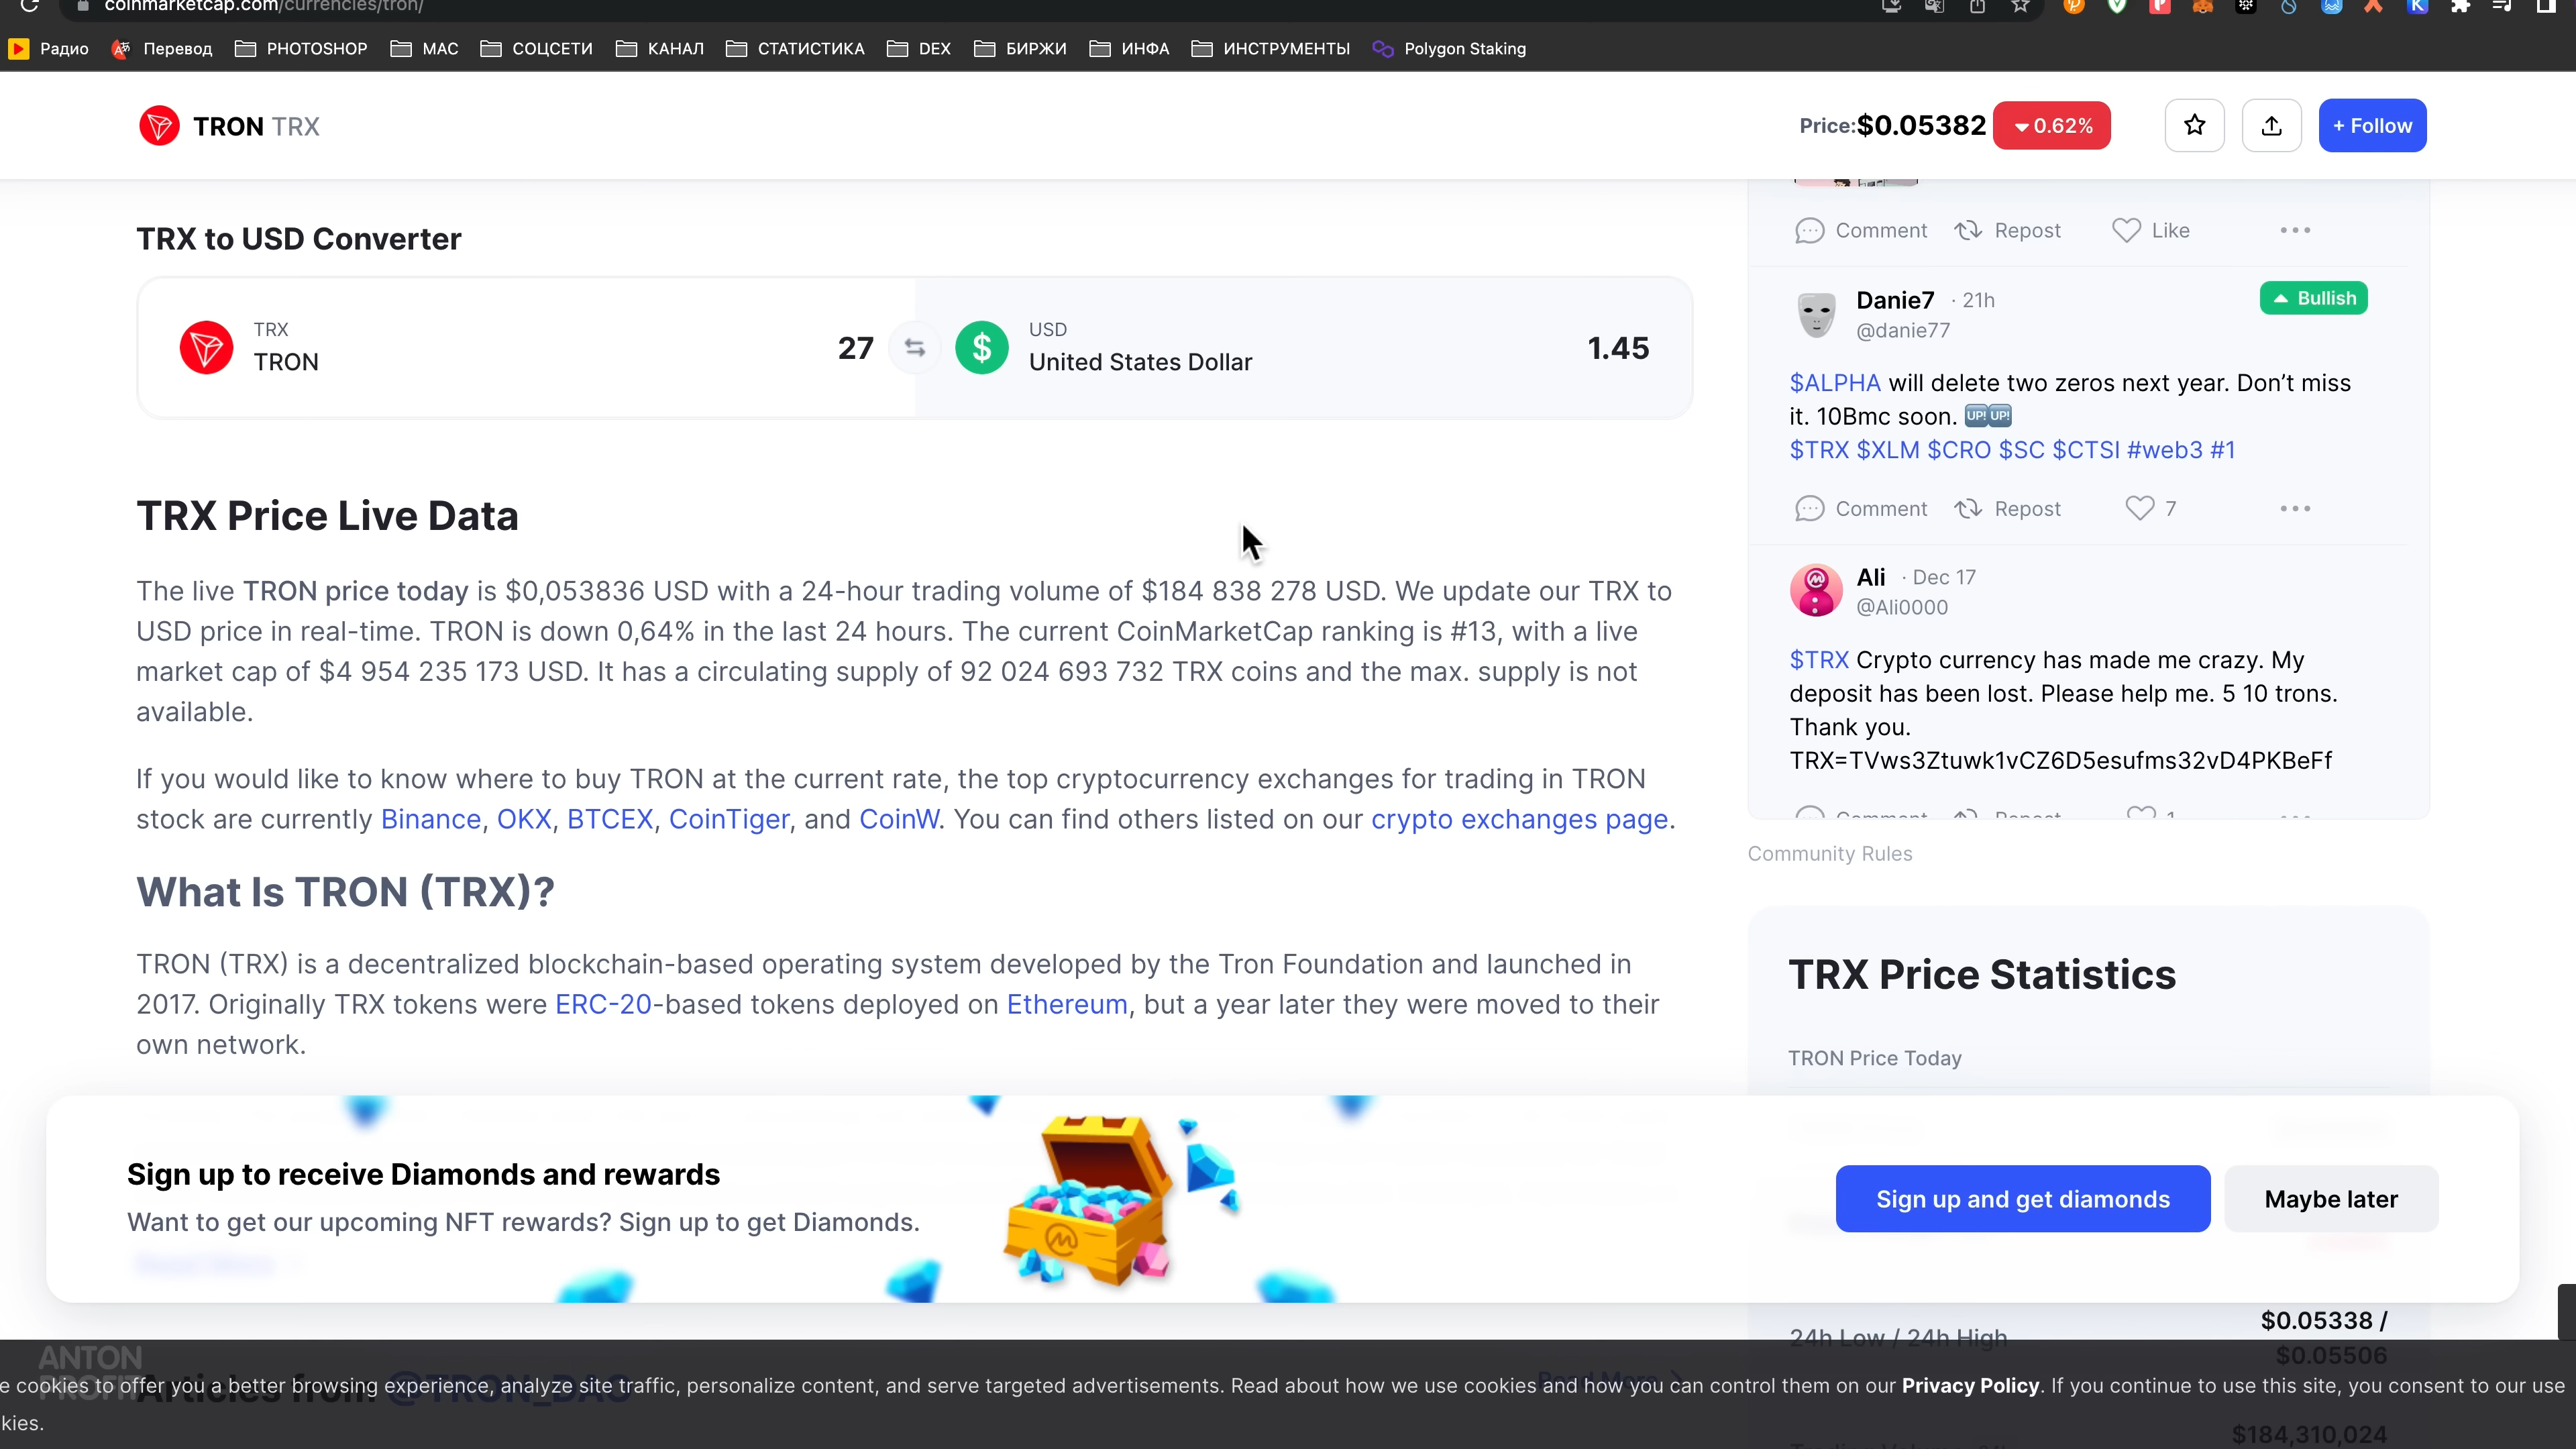 coinmarketcap.com/currencies/tron/
Радио Перевод PHOTOSHOP MAC СОЦСЕТИ КАНАЛ СТАТИСТИКА DEX БИРЖИ ИНФА ИНСТРУМЕНТЫ Polygon Staking
TRON TRX
Price:$0.05382 0.62%
+ Follow
TRX to USD Converter
TRX
TRON
27
USD
United States Dollar
1.45
TRX Price Live Data
The live TRON price today is $0,053836 USD with a 24-hour trading volume of $184 838 278 USD. We update our TRX to
USD price in real-time. TRON is down 0,64% in the last 24 hours. The current CoinMarketCap ranking is #13, with a live
market cap of $4 954 235 173 USD. It has a circulating supply of 92 024 693 732 TRX coins and the max. supply is not
available.
If you would like to know where to buy TRON at the current rate, the top cryptocurrency exchanges for trading in TRON
stock are currently Binance, OKX, BTCEX, CoinTiger, and CoinW. You can find others listed on our crypto exchanges page.
What Is TRON (TRX)?
TRON (TRX) is a decentralized blockchain-based operating system developed by the Tron Foundation and launched in
2017. Originally TRX tokens were ERC-20-based tokens deployed on Ethereum, but a year later they were moved to their
own network.
Comment Repost Like
Danie7 · 21h
Bullish
@danie77
$ALPHA will delete two zeros next year. Don’t miss
it. 10Bmc soon. UP! UP!
$TRX $XLM $CRO $SC $CTSI #web3 #1
Comment Repost 7
Ali · Dec 17
@Ali0000
$TRX Crypto currency has made me crazy. My
deposit has been lost. Please help me. 5 10 trons.
Thank you.
TRX=TVws3Ztuwk1vCZ6D5esufms32vD4PKBeFf
Comment Repost 1
Community Rules
TRX Price Statistics
TRON Price Today
Sign up to receive Diamonds and rewards
Want to get our upcoming NFT rewards? Sign up to get Diamonds.
Sign up and get diamonds
Maybe later
24h Low / 24h High
$0.05338 /
$0.05506
ANTON
PROFIT
Articles from @TRON_DAO
Read More
e cookies to offer you a better browsing experience, analyze site traffic, personalize content, and serve targeted advertisements. Read about how we use cookies and how you can control them on our Privacy Policy. If you continue to use this site, you consent to our use
kies.
$184,310,024